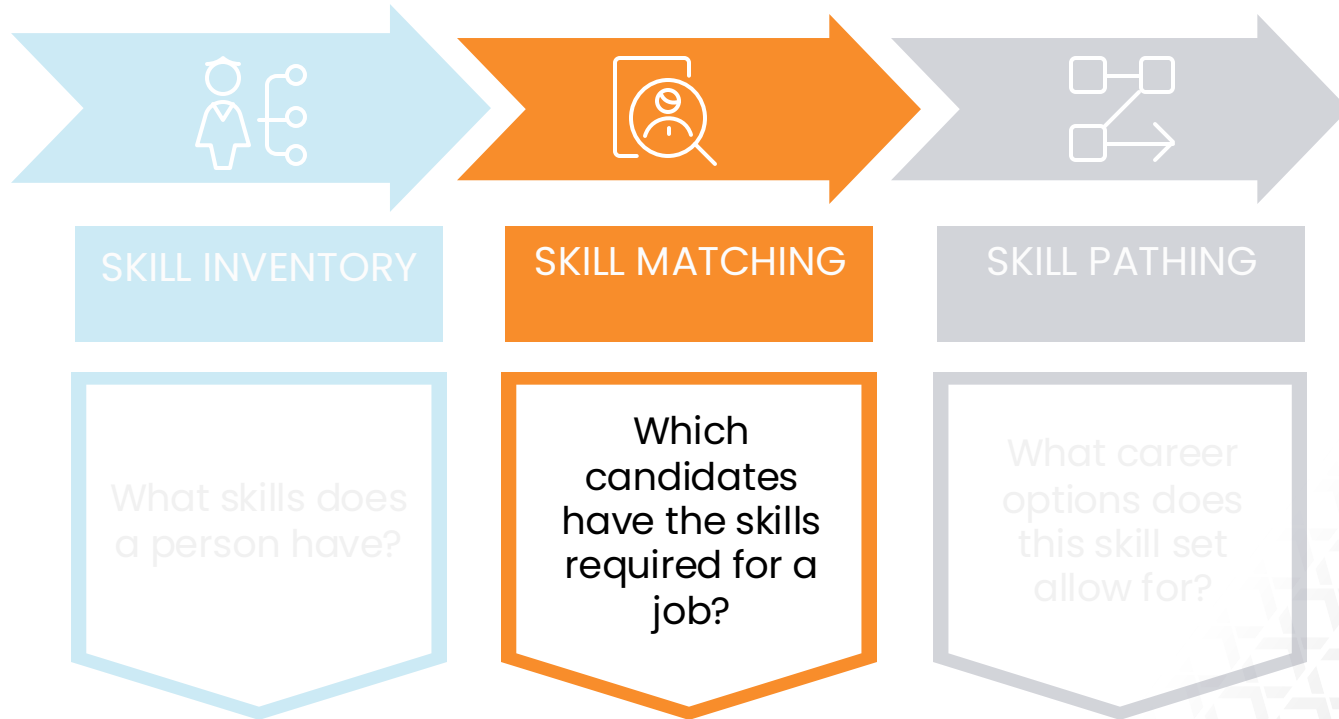 SKILL INVENTORY
SKILL MATCHING
SKILL PATHING
What skills does
a person have?
Which
candidates
have the skills
required for a
job?
What career
options does
this skill set
allow for?